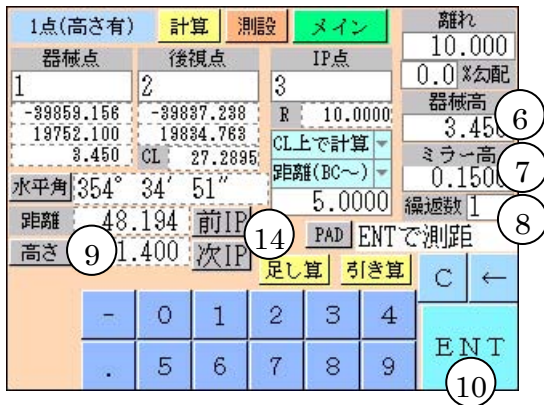 1点(高さ有) 計算 測設 メイン 離れ
10.000
0.0 %勾配
器械点 後視点 IP点
1 2 3
器械高
3.450 ⑥
-39859.156 -39837.238 R 10.0000
19752.100 19834.763 CL上で計算
ミラー高
3.450 CL 27.2895 距離(BC～)
0.1500 ⑦
水平角 354° 34′ 51″ 5.0000
繰返数 1 ⑧
距離 48.194 前IP ⑭ PAD ENTで測距
高さ ⑨ 1.400 次IP
足し算 引き算 C ←
- 0 1 2 3 4
. 5 6 7 8 9 ENT
⑩